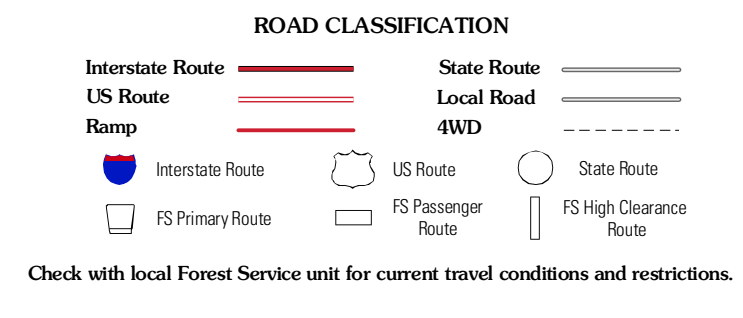 ROAD CLASSIFICATION
Interstate Route
State Route
US Route
Local Road
Ramp
4WD
Interstate Route
US Route
State Route
FS Primary Route
FS Passenger
Route
FS High Clearance
Route
Check with local Forest Service unit for current travel conditions and restrictions.